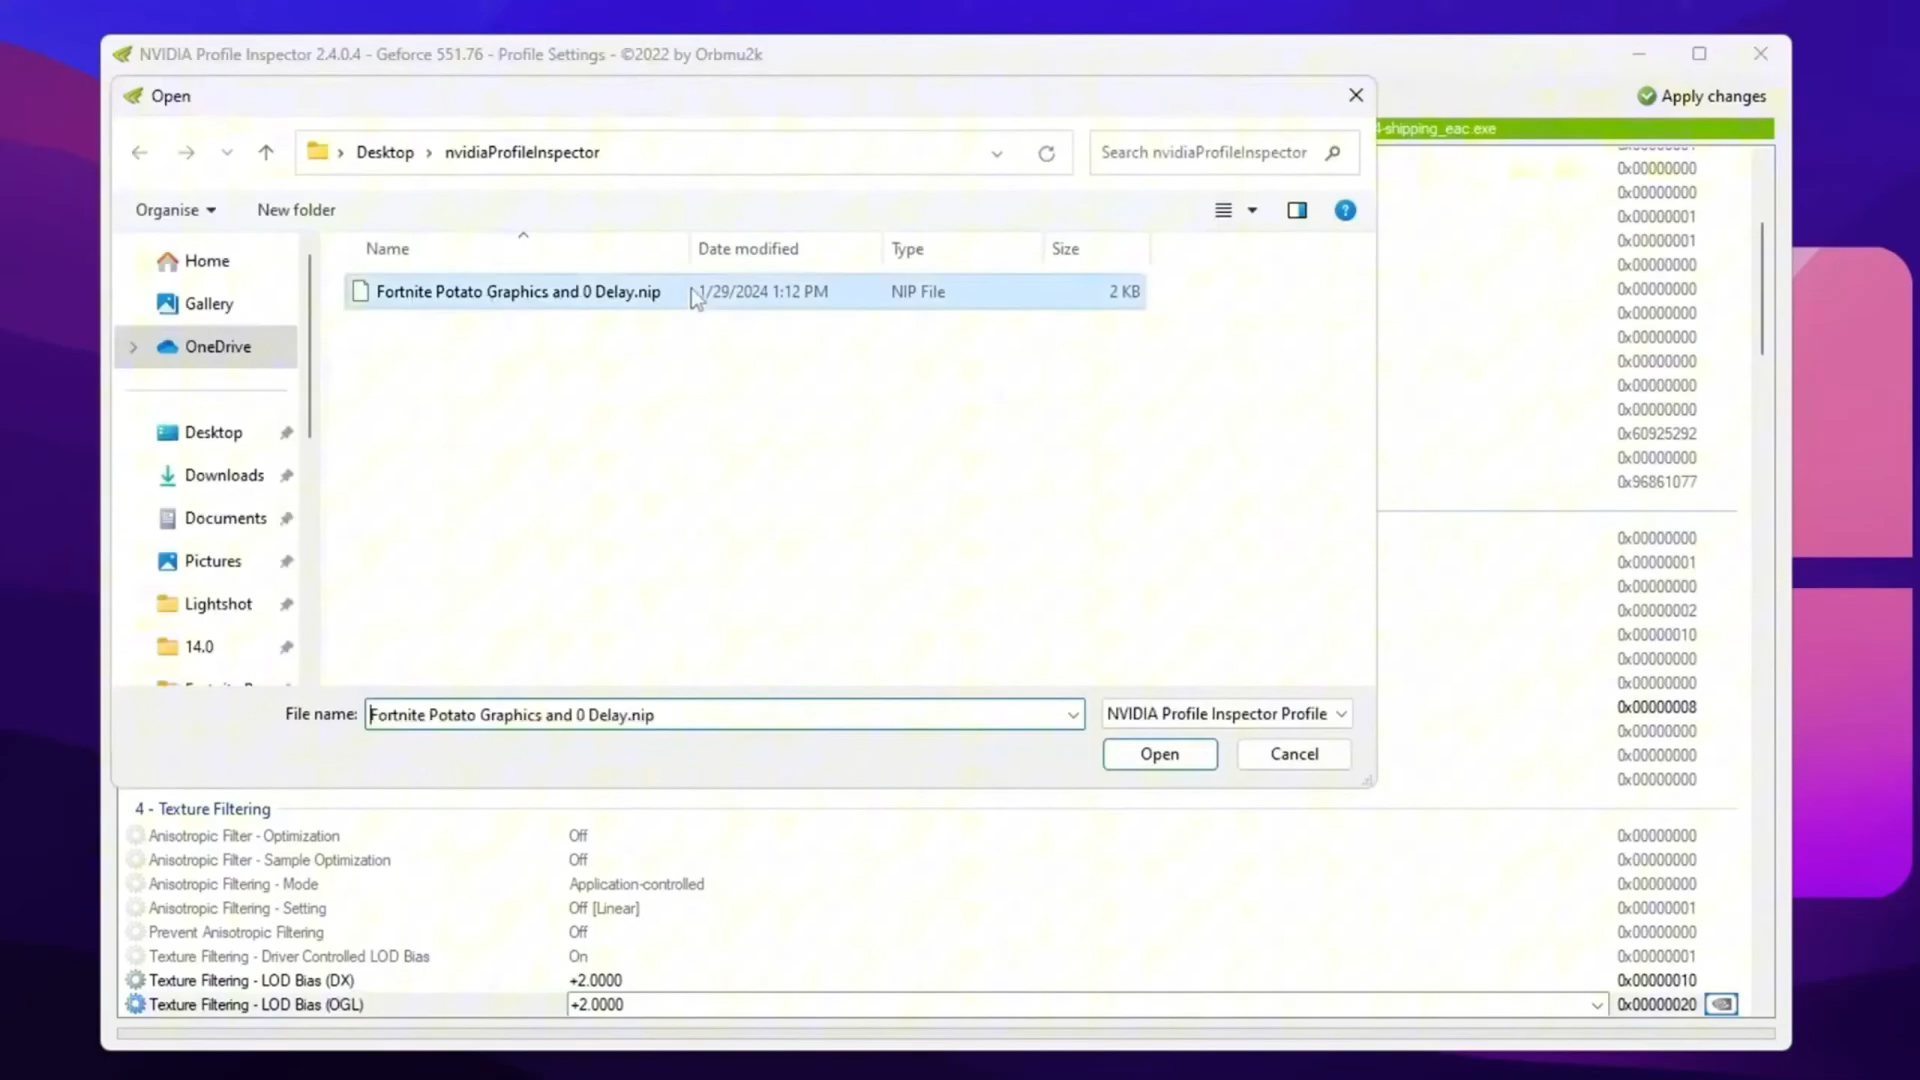 NVIDIA Profile Inspector 2.4.0.4 - Geforce 551.76 - Profile Settings - ©2022 by Orbmu2k
Open
Apply changes
4-shipping_eac.exe
Desktop
nvidiaProfileInspector
Search nvidiaProfileInspector
Organise
New folder
Name
Date modified
Type
Size
Fortnite Potato Graphics and 0 Delay.nip
1/29/2024 1:12 PM
NIP File
2 KB
Home
Gallery
OneDrive
Desktop
Downloads
Documents
Pictures
Lightshot
14.0
File name:
Fortnite Potato Graphics and 0 Delay.nip
NVIDIA Profile Inspector Profile
Open
Cancel
0x00000000
0x00000000
0x00000001
0x00000001
0x00000000
0x00000000
0x00000000
0x00000000
0x00000000
0x00000000
0x00000000
0x60925292
0x00000000
0x96861077
0x00000000
0x00000001
0x00000000
0x00000002
0x00000010
0x00000000
0x00000000
0x00000008
0x00000000
0x00000000
0x00000000
4 - Texture Filtering
Anisotropic Filter - Optimization Off 0x00000000
Anisotropic Filter - Sample Optimization Off 0x00000000
Anisotropic Filtering - Mode Application-controlled 0x00000000
Anisotropic Filtering - Setting Off [Linear] 0x00000001
Prevent Anisotropic Filtering Off 0x00000000
Texture Filtering - Driver Controlled LOD Bias On 0x00000001
Texture Filtering - LOD Bias (DX) +2.0000 0x00000010
Texture Filtering - LOD Bias (OGL) +2.0000 0x00000020